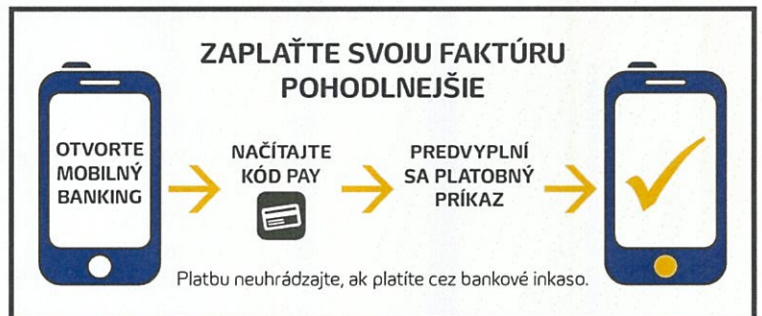 ZAPLAŤTE SVOJU FAKTÚRU
POHODLNEJŠIE
OTVORTE
MOBILNÝ
BANKING
NAČÍTAJTE
KÓD PAY
PREDVYPLNÍ
SA PLATOBNÝ
PRÍKAZ
Platbu neuhrádzajte, ak platíte cez bankové inkaso.